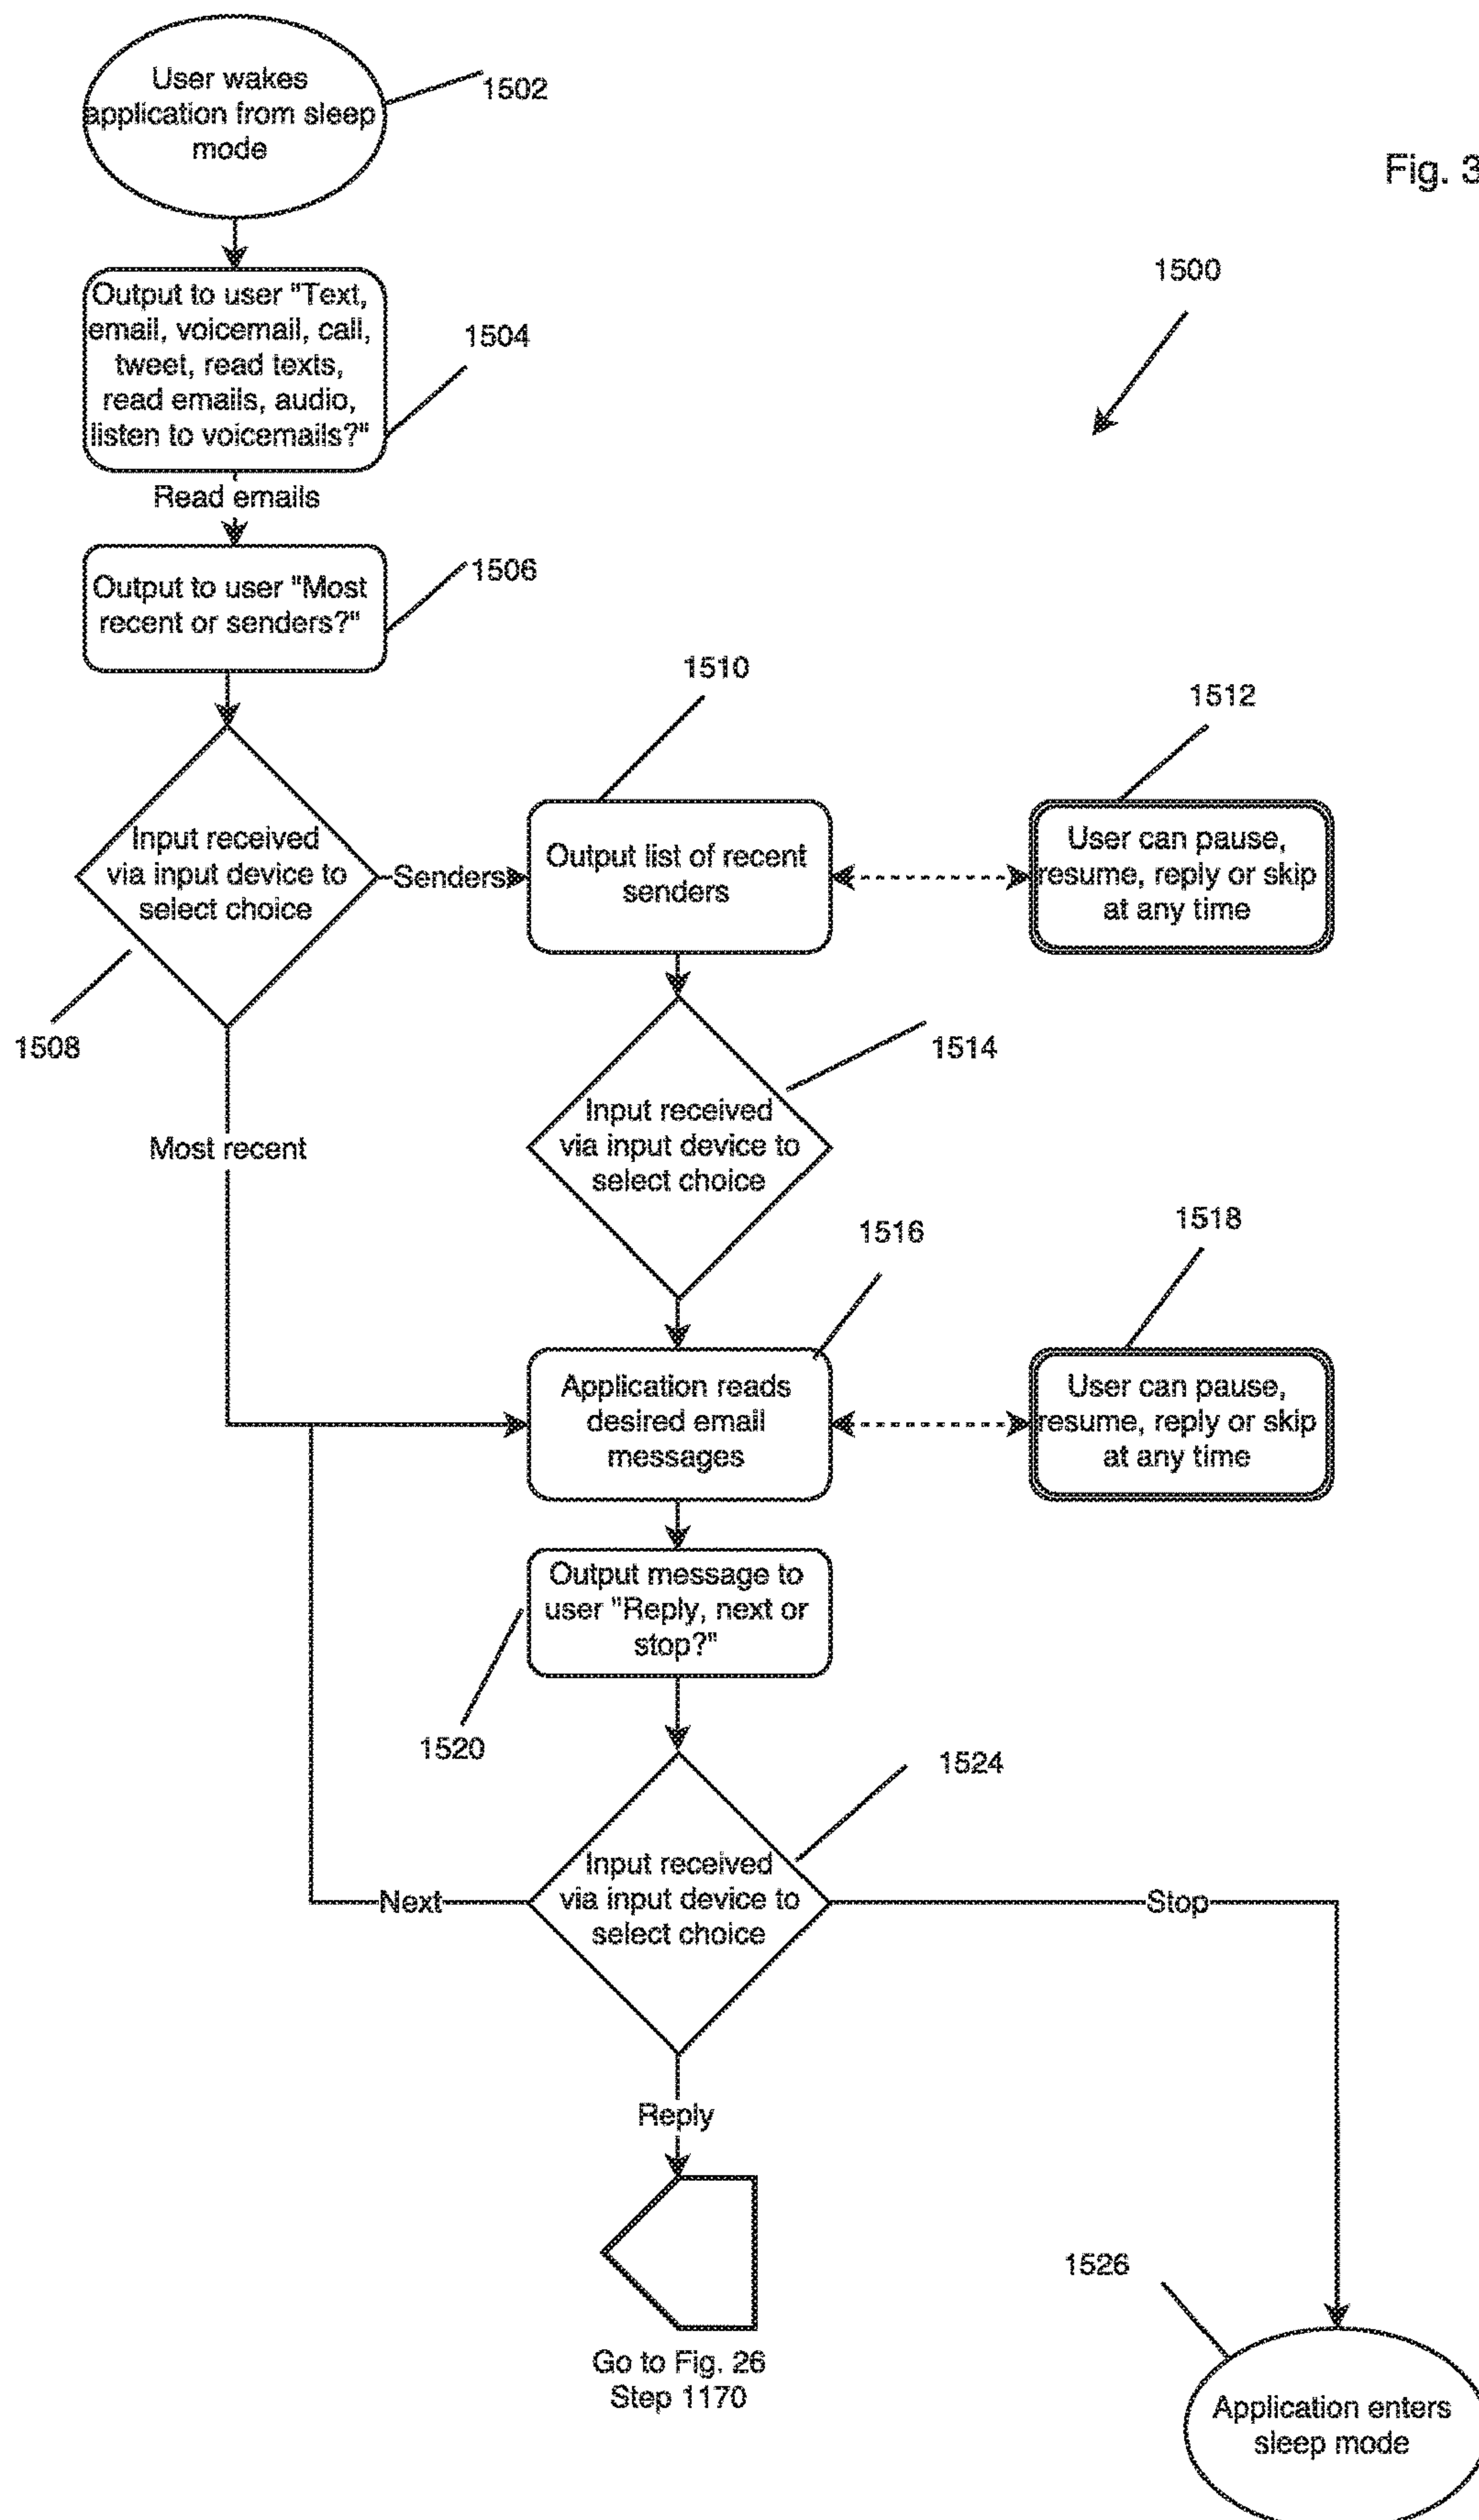 User wakes
application from sleep
mode
1502
Fig. 3
1500
Output to user "Text,
email, voicemail, call,
tweet, read texts,
read emails, audio,
listen to voicemails?"
1504
Read emails
Output to user "Most
recent or senders?"
1506
1510
1512
Input received
via input device to
select choice
Senders
Output list of recent
senders
User can pause,
resume, reply or skip
at any time
1508
1514
Most recent
Input received
via input device to
select choice
1516
1518
Application reads
desired email
messages
User can pause,
resume, reply or skip
at any time
Output message to
user "Reply, next or
stop?"
1520
1524
Input received
via input device to
select choice
Next
Stop
Reply
1526
Go to Fig. 26
Step 1170
Application enters
sleep mode